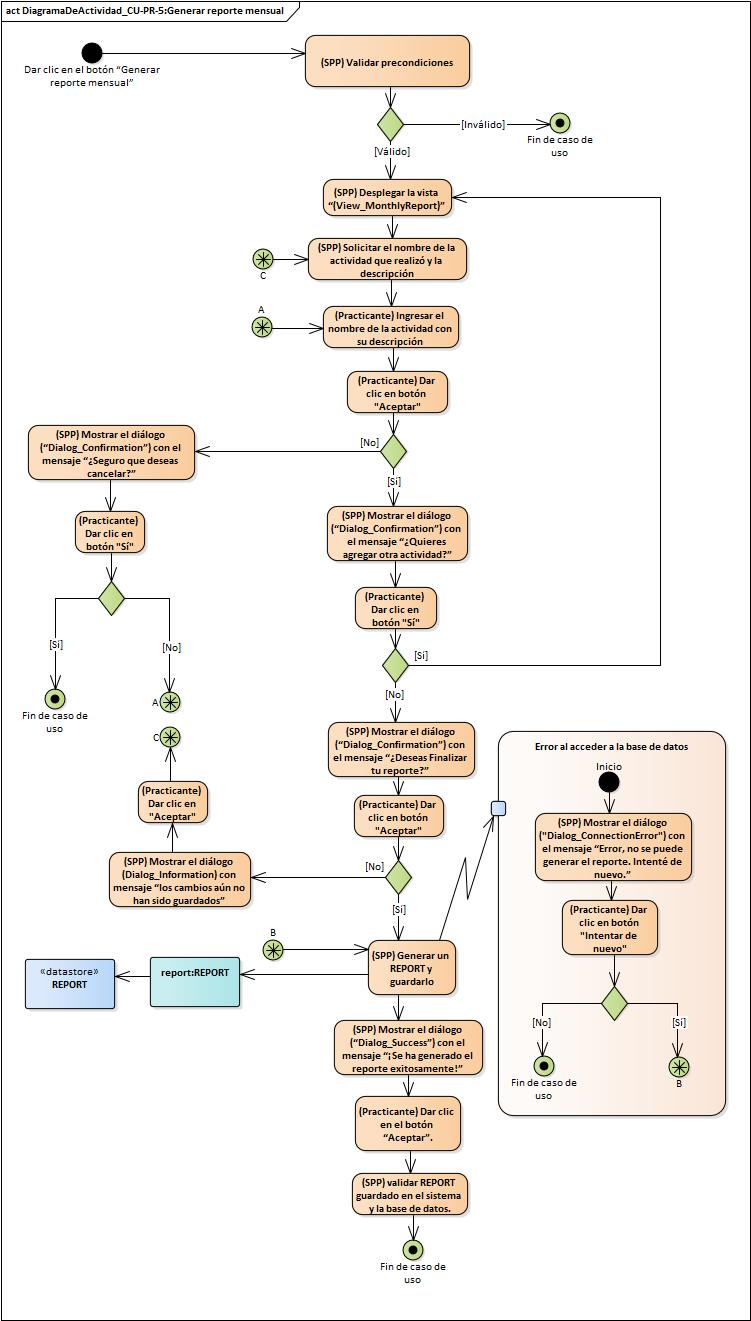 act DiagramaDeActividad_CU-PR-5:Generar reporte mensual
Dar clic en el botón “Generar
reporte mensual”
(SPP) Validar precondiciones
[Inválido]
Fin de caso de
uso
[Válido]
(SPP) Desplegar la vista
“(View_MonthlyReport)”
(SPP) Solicitar el nombre de la
actividad que realizó y la
descripción
C
A
(Practicante) Ingresar el
nombre de la actividad con
su descripción
(Practicante) Dar
clic en botón
"Aceptar"
[No]
[Si]
(SPP) Mostrar el diálogo
(“Dialog_Confirmation”) con el
mensaje “¿Seguro que deseas
cancelar?”
(Practicante)
Dar clic en
botón "Sí"
[Si]
[No]
Fin de caso de
uso
A
C
(SPP) Mostrar el diálogo
(“Dialog_Confirmation”) con
el mensaje “¿Quieres
agregar otra actividad?”
(Practicante)
Dar clic en
botón "Sí"
[Si]
[No]
(SPP) Mostrar el diálogo
(“Dialog_Confirmation”) con
el mensaje “¿Deseas Finalizar
tu reporte?”
(Practicante) Dar
clic en botón
"Aceptar"
[No]
[Si]
(Practicante)
Dar clic en
"Aceptar"
(SPP) Mostrar el diálogo
(Dialog_Information) con
mensaje “los cambios aún no
han sido guardados”
B
(SPP) Generar un
REPORT y
guardarlo
report:REPORT
«datastore»
REPORT
(SPP) Mostrar el diálogo
(“Dialog_Success”) con el
mensaje “¡Se ha generado el
reporte exitosamente!”
(Practicante) Dar clic
en el botón
“Aceptar”.
(SPP) validar REPORT
guardado en el sistema
y la base de datos.
Fin de caso de
uso
Error al acceder a la base de datos
Inicio
(SPP) Mostrar el diálogo
("Dialog_ConnectionError") con
el mensaje “Error, no se puede
generar el reporte. Intenté de
nuevo.”
(Practicante) Dar
clic en botón
"Intentar de
nuevo"
[No]
[Si]
Fin de caso de
uso
B